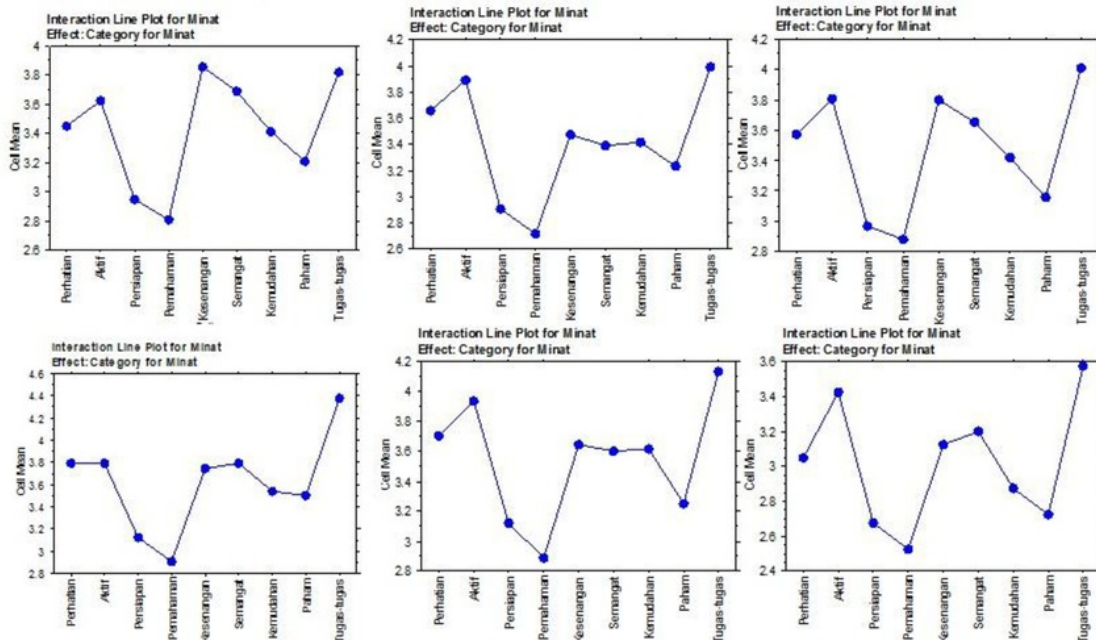 Interaction Line Plot for Minat
Effect: Category for Minat
Cell Mean
4
3.8
3.6
3.4
3.2
3
2.8
2.6
Perhatian
Aktif
Persiapan
Pemahaman
Kesenangan
Semangat
Kemudahan
Paham
Tugas-tugas
Interaction Line Plot for Minat
Effect: Category for Minat
Cell Mean
4.2
4
3.8
3.6
3.4
3.2
3
2.8
2.6
Perhatian
Aktif
Persiapan
Pemahaman
Kesenangan
Semangat
Kemudahan
Paham
Tugas-tugas
Interaction Line Plot for Minat
Effect: Category for Minat
Cell Mean
4.2
4
3.8
3.6
3.4
3.2
3
2.8
Perhatian
Aktif
Persiapan
Pemahaman
Kesenangan
Semangat
Kemudahan
Paham
Tugas-tugas
Interaction Line Plot for Minat
Effect: Category for Minat
Cell Mean
4.6
4.4
4.2
4
3.8
3.6
3.4
3.2
3
2.8
Perhatian
Aktif
Persiapan
Pemahaman
Kesenangan
Semangat
Kemudahan
Paham
Tugas-tugas
Interaction Line Plot for Minat
Effect: Category for Minat
Cell Mean
4.2
4
3.8
3.6
3.4
3.2
3
2.8
Perhatian
Aktif
Persiapan
Pemahaman
Kesenangan
Semangat
Kemudahan
Paham
Tugas-tugas
Interaction Line Plot for Minat
Effect: Category for Minat
Cell Mean
3.6
3.4
3.2
3
2.8
2.6
2.4
Perhatian
Aktif
Persiapan
Pemahaman
Kesenangan
Semangat
Kemudahan
Paham
Tugas-tugas